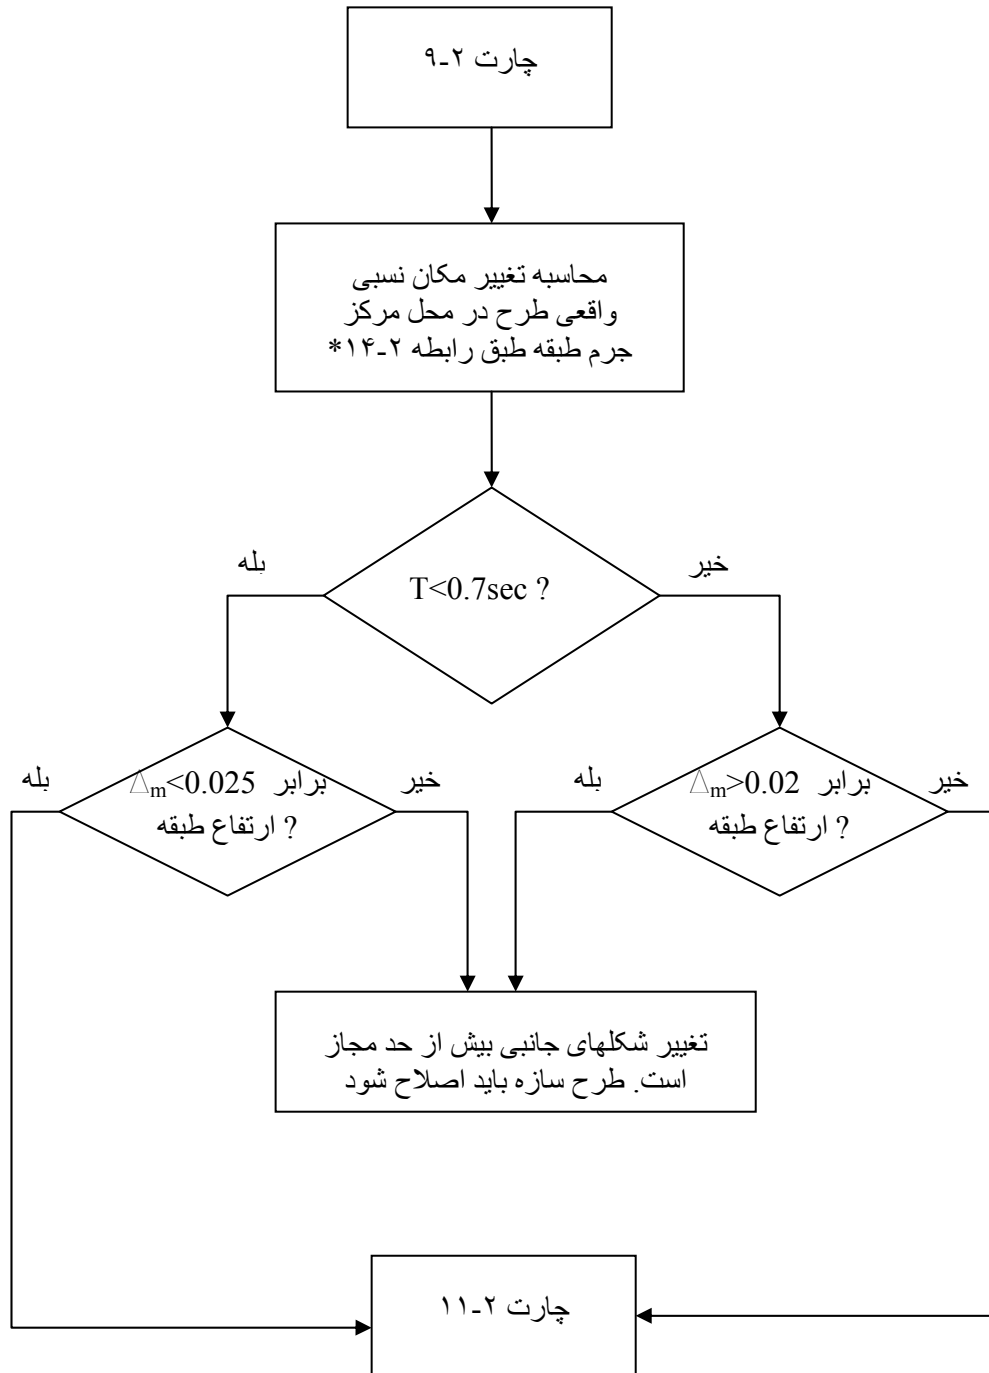 چارت ۲-۹
محاسبه تغییر مکان نسبی
واقعی طرح در محل مرکز
جرم طبقه طبق رابطه ۲-۱۴*
بله
خیر
T<0.7sec ?
بله
△m<0.025 برابر
ارتفاع طبقه ?
خیر
بله
△m>0.02 برابر
ارتفاع طبقه ?
خیر
تغییر شکلهای جانبی بیش از حد مجاز
است. طرح سازه باید اصلاح شود
چارت ۲-۱۱